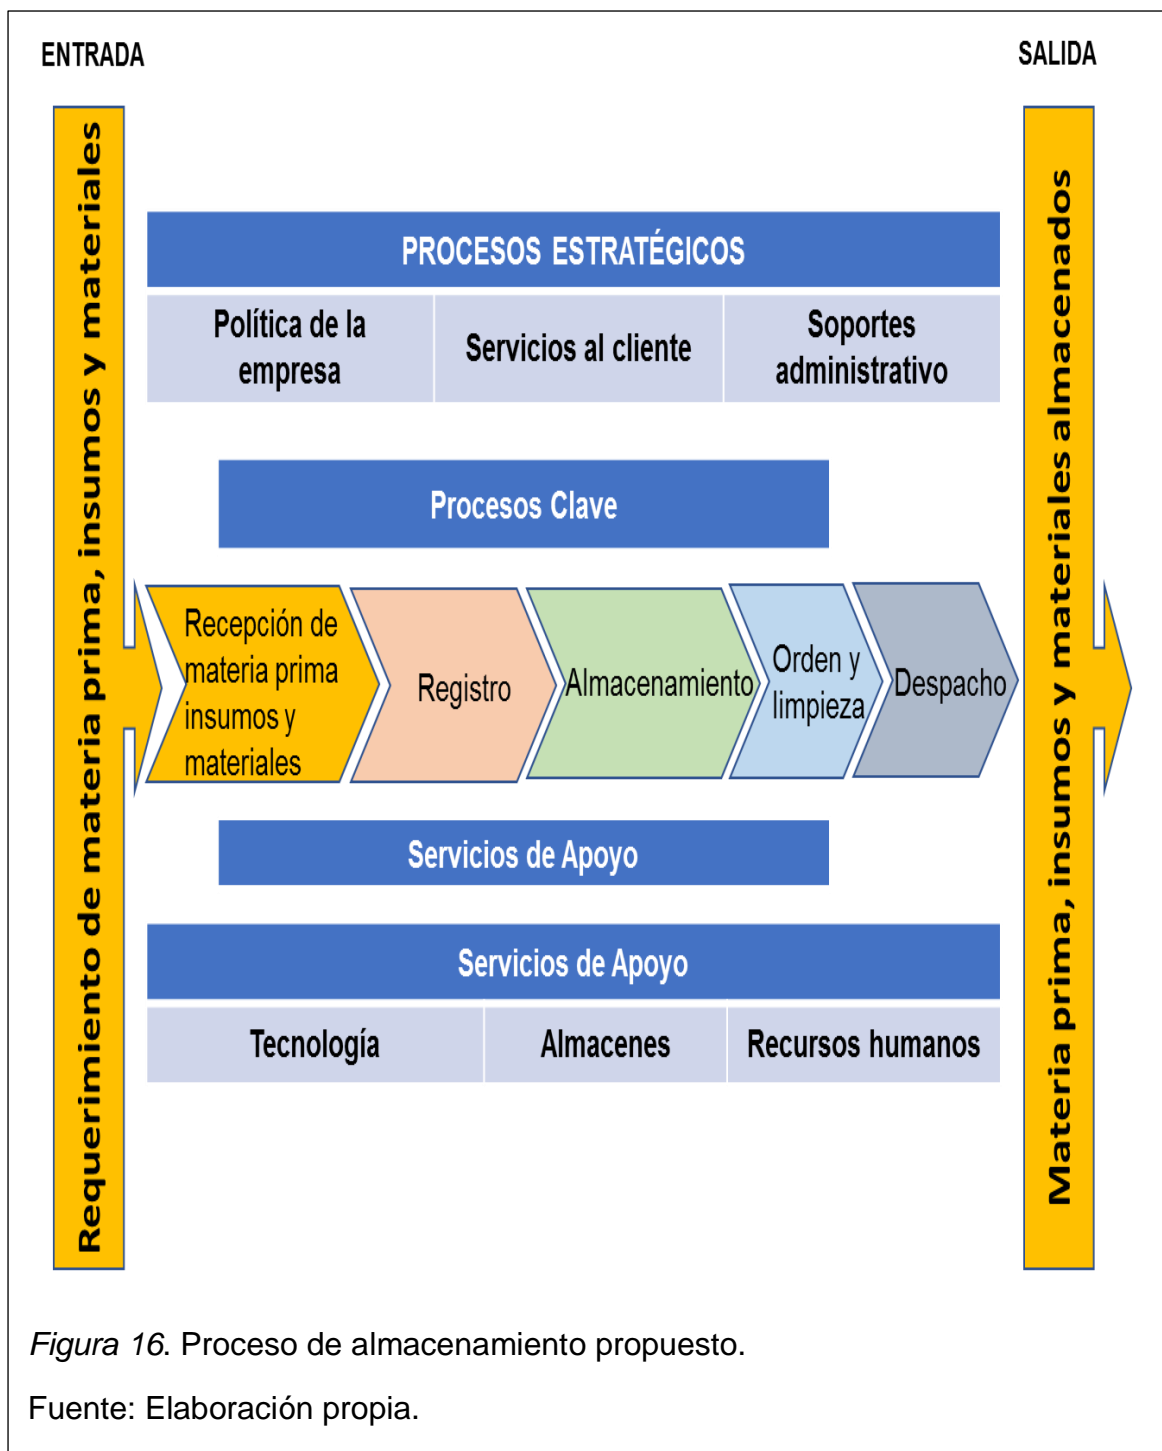 ENTRADA
SALIDA
Requerimiento de materia prima, insumos y materiales
PROCESOS ESTRATÉGICOS
Política de la
empresa
Servicios al cliente
Soportes
administrativo
Procesos Clave
Recepción de
materia prima
insumos y
materiales
Registro
Almacenamiento
Orden y
limpieza
Despacho
Servicios de Apoyo
Servicios de Apoyo
Tecnología
Almacenes
Recursos humanos
Materia prima, insumos y materiales almacenados
Figura 16. Proceso de almacenamiento propuesto.
Fuente: Elaboración propia.